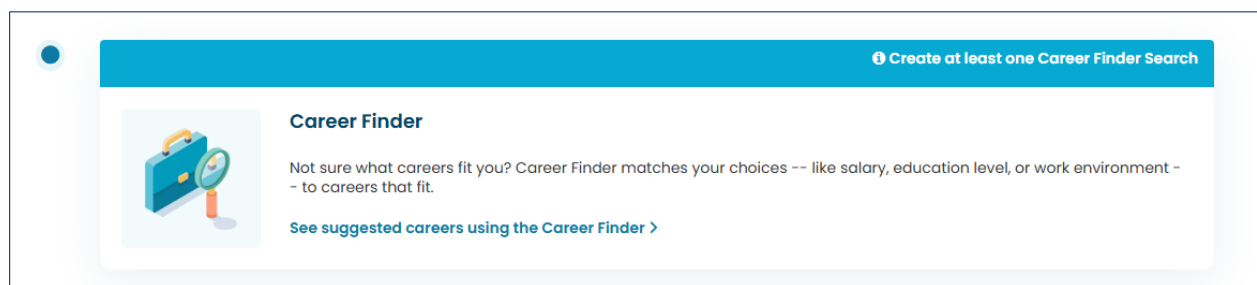 Create at least one Career Finder Search
Career Finder
Not sure what careers fit you? Career Finder matches your choices -- like salary, education level, or work environment -
- to careers that fit.
See suggested careers using the Career Finder >